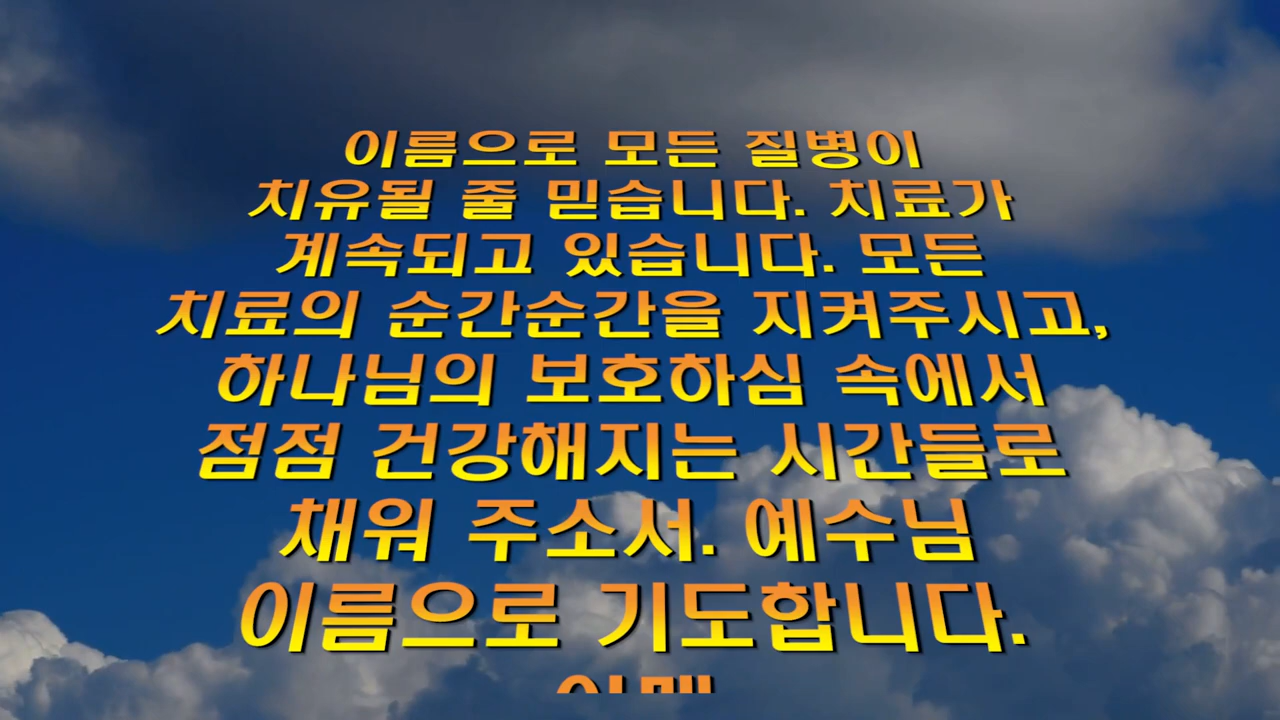 이름으로 모든 질병이
치유될 줄 믿습니다. 치료가
계속되고 있습니다. 모든
치료의 순간순간을 지켜주시고,
하나님의 보호하심 속에서
점점 건강해지는 시간들로
채워 주소서. 예수님
이름으로 기도합니다.